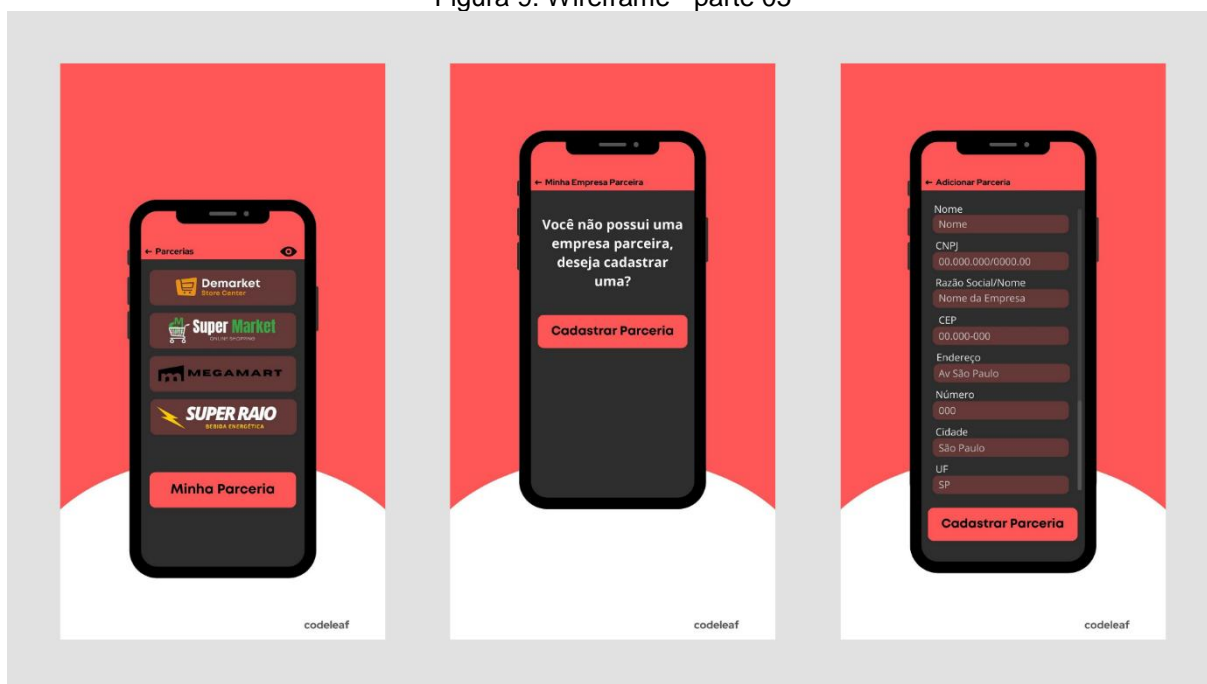 Figura 9: Wireframe - parte 05
← Parcerias
Demarket
Store Center
Super Market
ONLINE SHOPPING
MEGAMART
SUPER RAIO
BEBIDA ENERGÉTICA
Minha Parceria
codeleaf
← Minha Empresa Parceira
Você não possui uma
empresa parceira,
deseja cadastrar
uma?
Cadastrar Parceria
codeleaf
← Adicionar Parceria
Nome
Nome
CNPJ
00.000.000/0000.00
Razão Social/Nome
Nome da Empresa
CEP
00.000-000
Endereço
Av São Paulo
Número
000
Cidade
São Paulo
UF
SP
Cadastrar Parceria
codeleaf